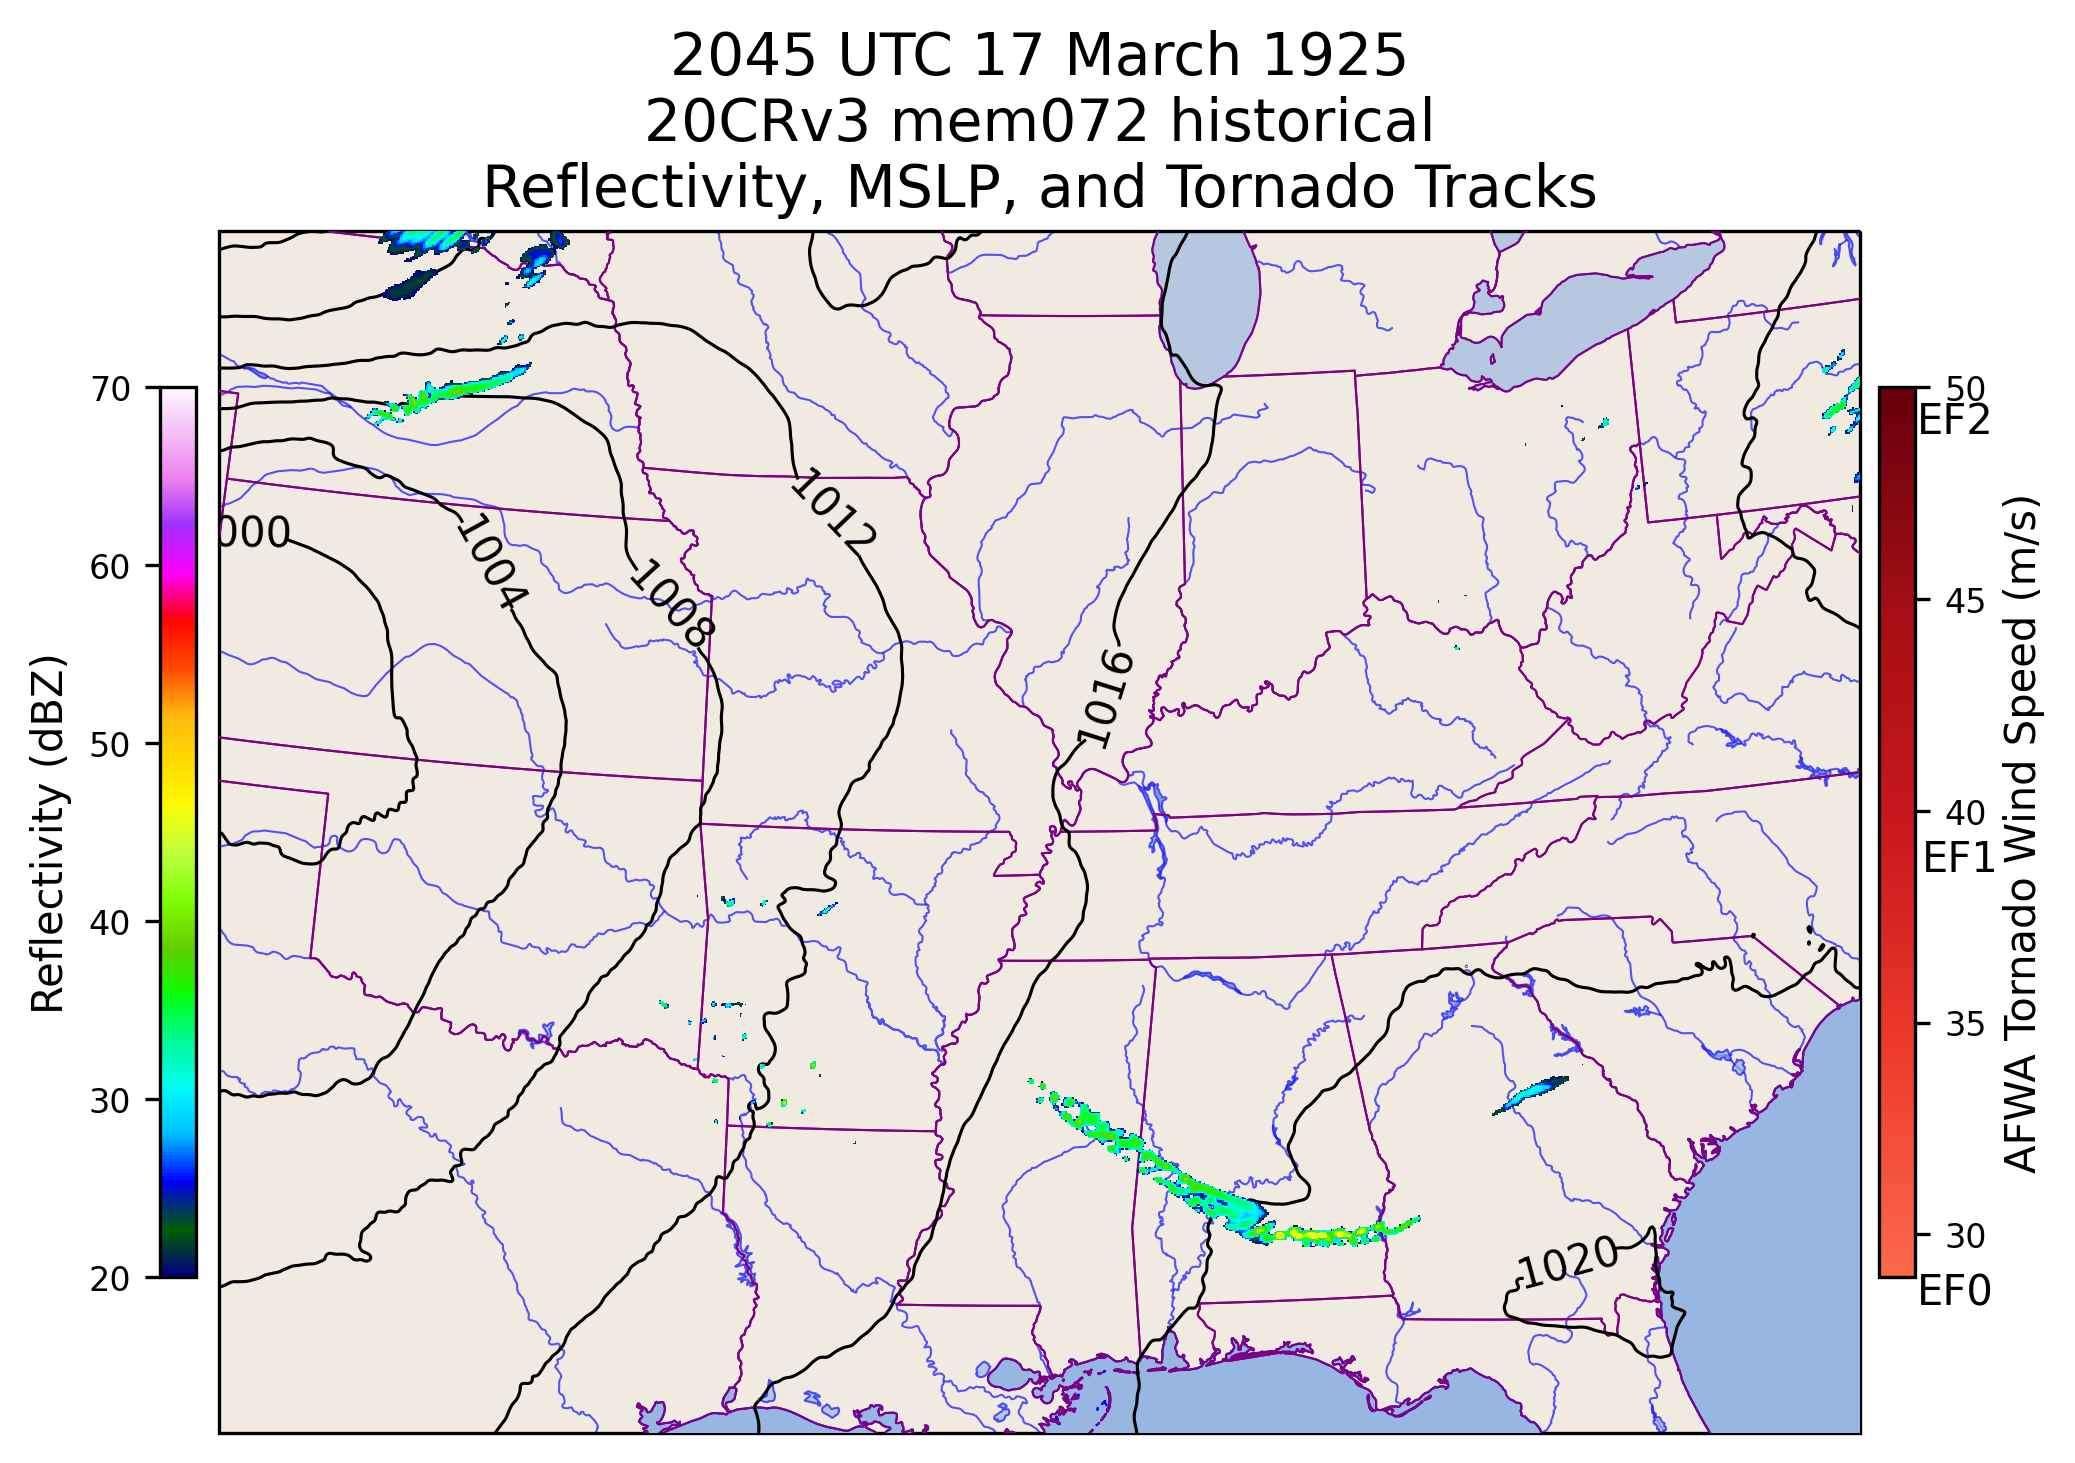 2045 UTC 17 March 1925
20CRv3 mem072 historical
Reflectivity, MSLP, and Tornado Tracks
Reflectivity (dBZ)
70
60
50
40
30
20
000
1004
1008
1012
1016
1020
50
EF2
45
40
EF1
35
30
EF0
AFWA Tornado Wind Speed (m/s)